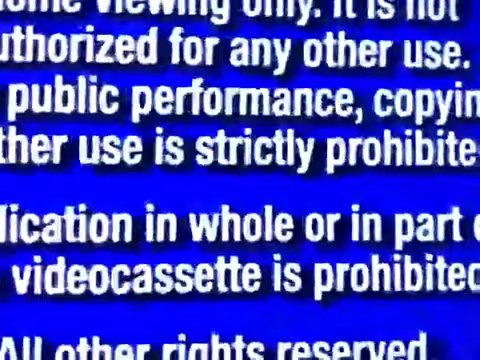 ome viewing only. It is not
uthorized for any other use.
public performance, copyin
ther use is strictly prohibite
lication in whole or in part o
videocassette is prohibited
All other rights reserved